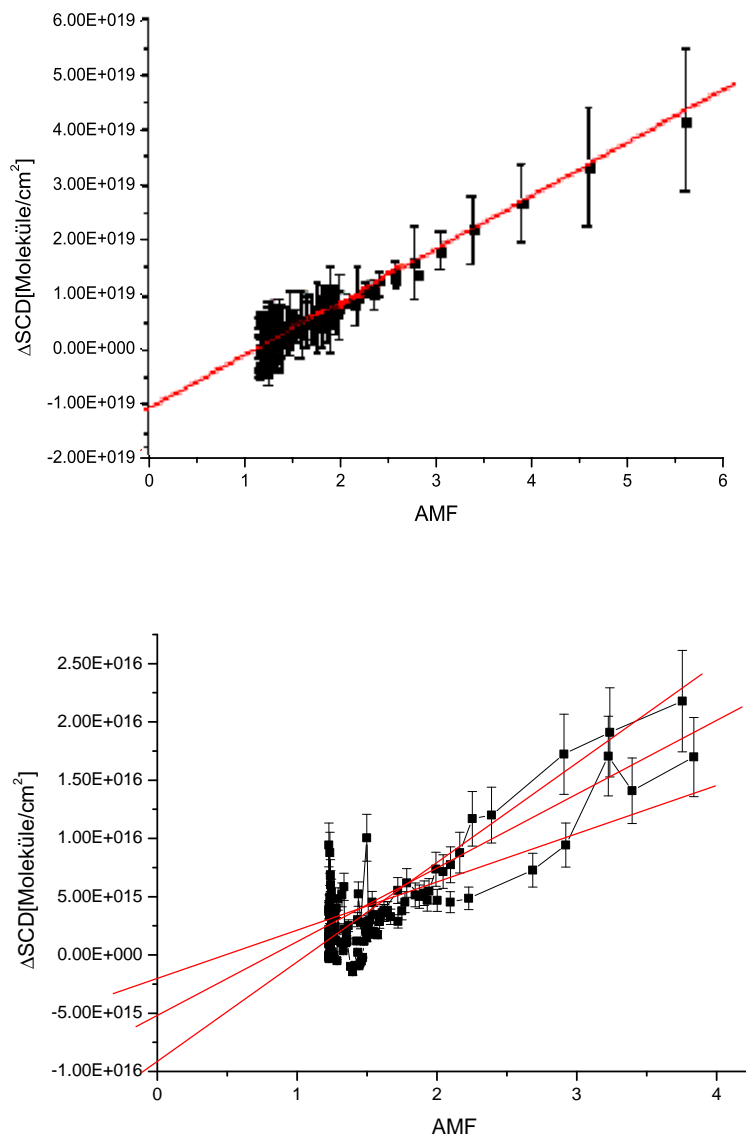 6.00E+019
5.00E+019
4.00E+019
3.00E+019
2.00E+019
1.00E+019
0.00E+000
-1.00E+019
-2.00E+019
ΔSCD[Moleküle/cm²]
0 1 2 3 4 5 6
AMF
2.50E+016
2.00E+016
1.50E+016
1.00E+016
5.00E+015
0.00E+000
-5.00E+015
-1.00E+016
ΔSCD[Moleküle/cm²]
0 1 2 3 4
AMF